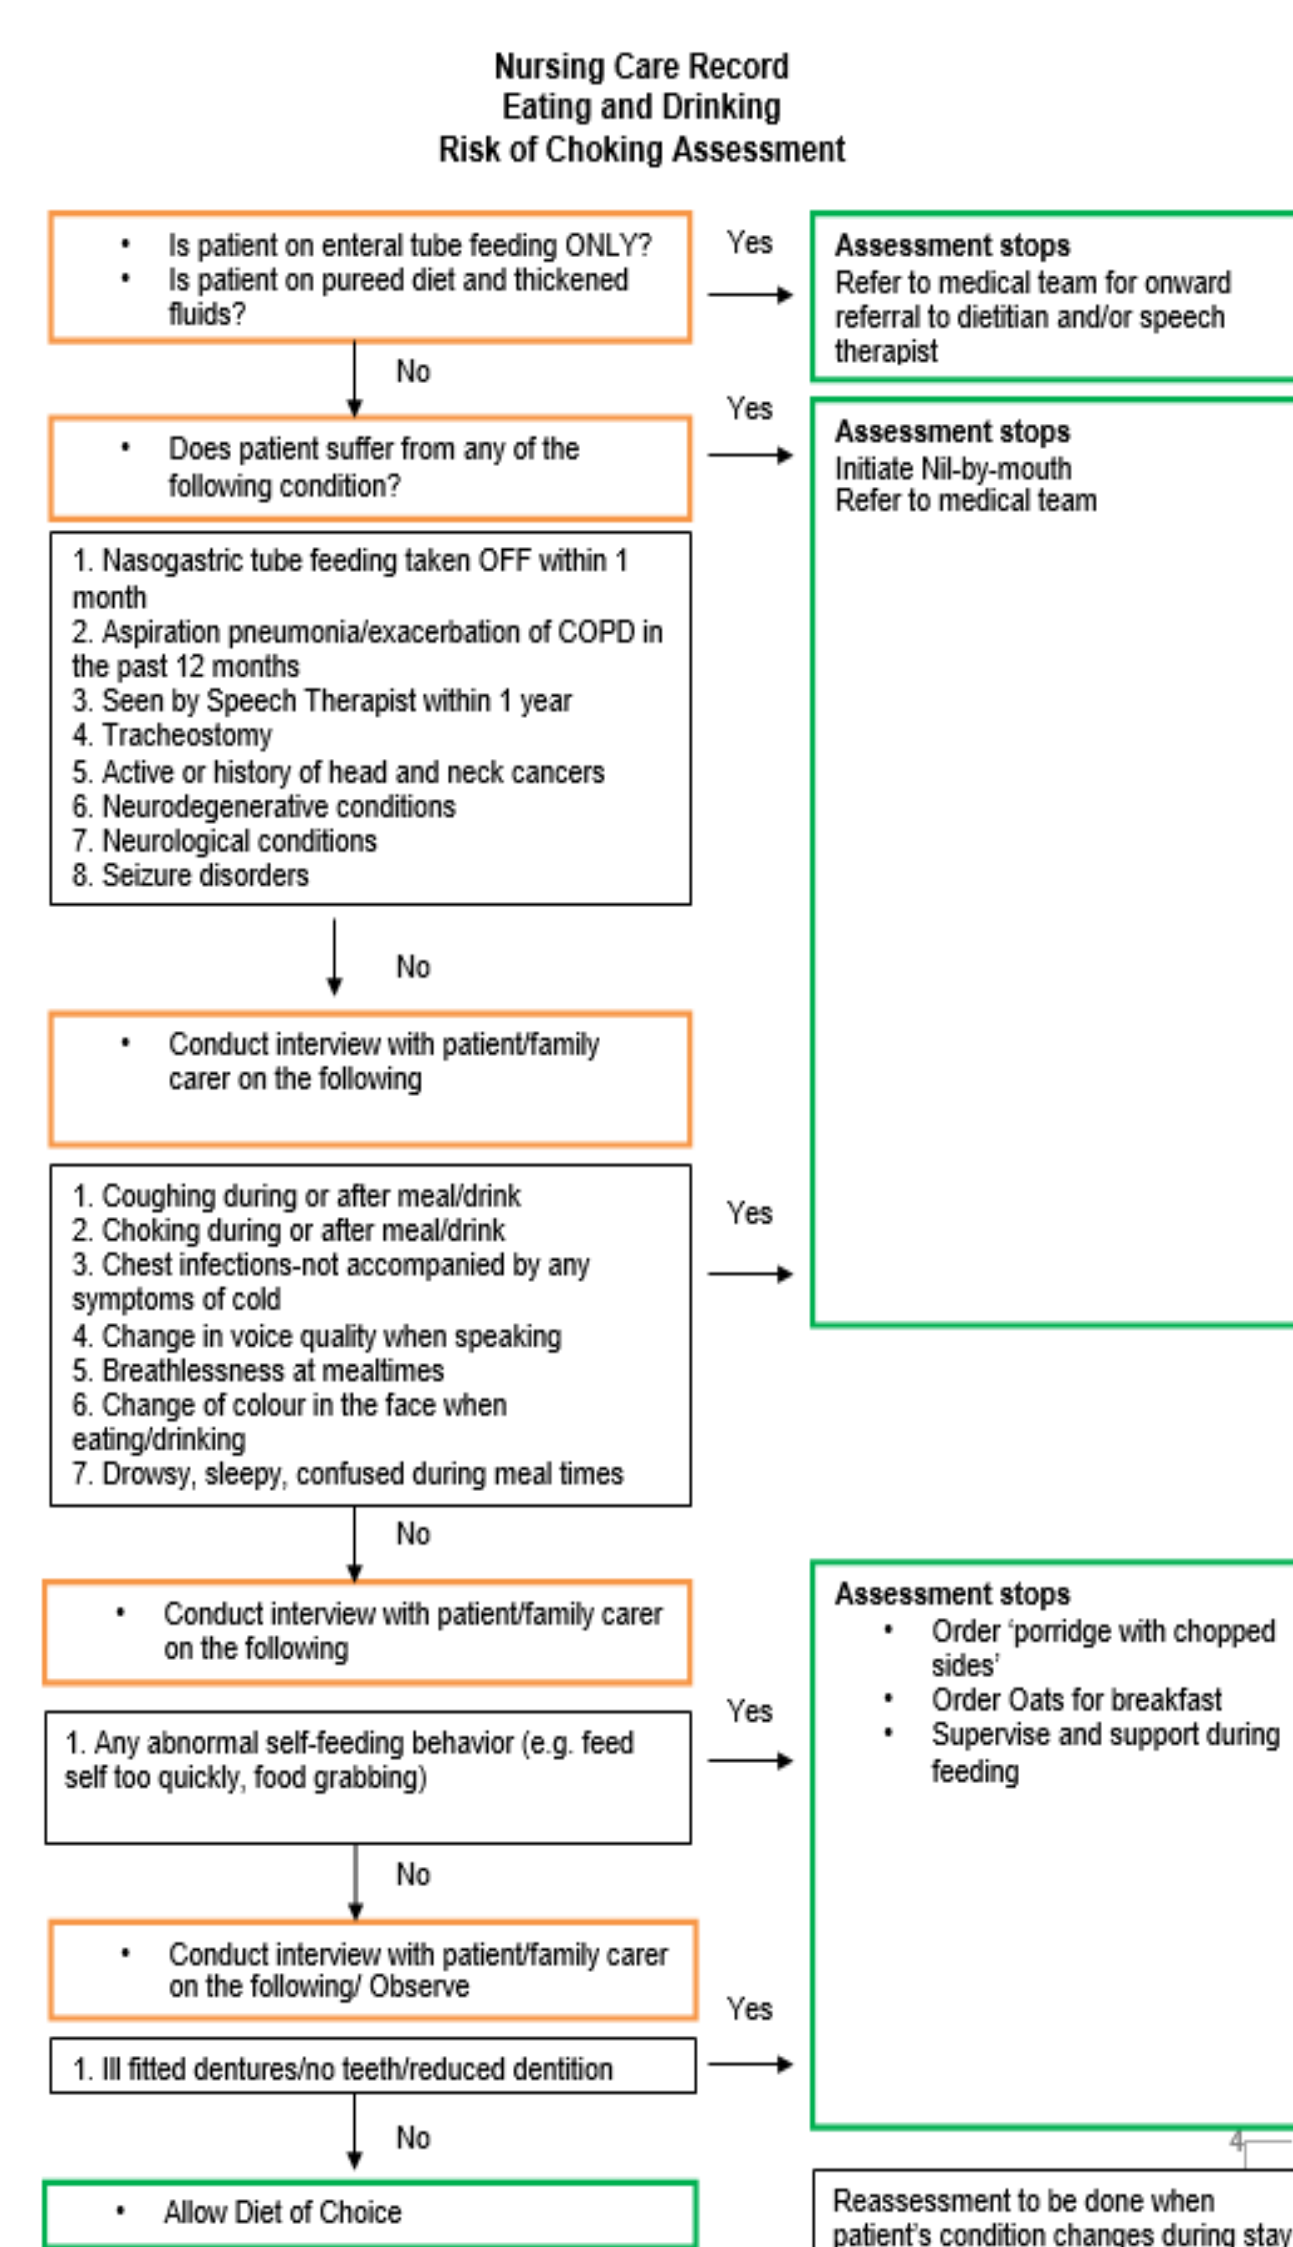 Nursing Care Record
Eating and Drinking
Risk of Choking Assessment
• Is patient on enteral tube feeding ONLY?
• Is patient on pureed diet and thickened
fluids?
Yes
Assessment stops
Refer to medical team for onward
referral to dietitian and/or speech
therapist
No
• Does patient suffer from any of the
following condition?
Yes
Assessment stops
Initiate Nil-by-mouth
Refer to medical team
1. Nasogastric tube feeding taken OFF within 1
month
2. Aspiration pneumonia/exacerbation of COPD in
the past 12 months
3. Seen by Speech Therapist within 1 year
4. Tracheostomy
5. Active or history of head and neck cancers
6. Neurodegenerative conditions
7. Neurological conditions
8. Seizure disorders
No
• Conduct interview with patient/family
carer on the following
1. Coughing during or after meal/drink
2. Choking during or after meal/drink
3. Chest infections-not accompanied by any
symptoms of cold
4. Change in voice quality when speaking
5. Breathlessness at mealtimes
6. Change of colour in the face when
eating/drinking
7. Drowsy, sleepy, confused during meal times
Yes
No
• Conduct interview with patient/family carer
on the following
1. Any abnormal self-feeding behavior (e.g. feed
self too quickly, food grabbing)
Yes
Assessment stops
• Order ‘porridge with chopped
sides’
• Order Oats for breakfast
• Supervise and support during
feeding
No
• Conduct interview with patient/family carer
on the following/ Observe
1. Ill fitted dentures/no teeth/reduced dentition
Yes
No
• Allow Diet of Choice
4
Reassessment to be done when
patient’s condition changes during stay